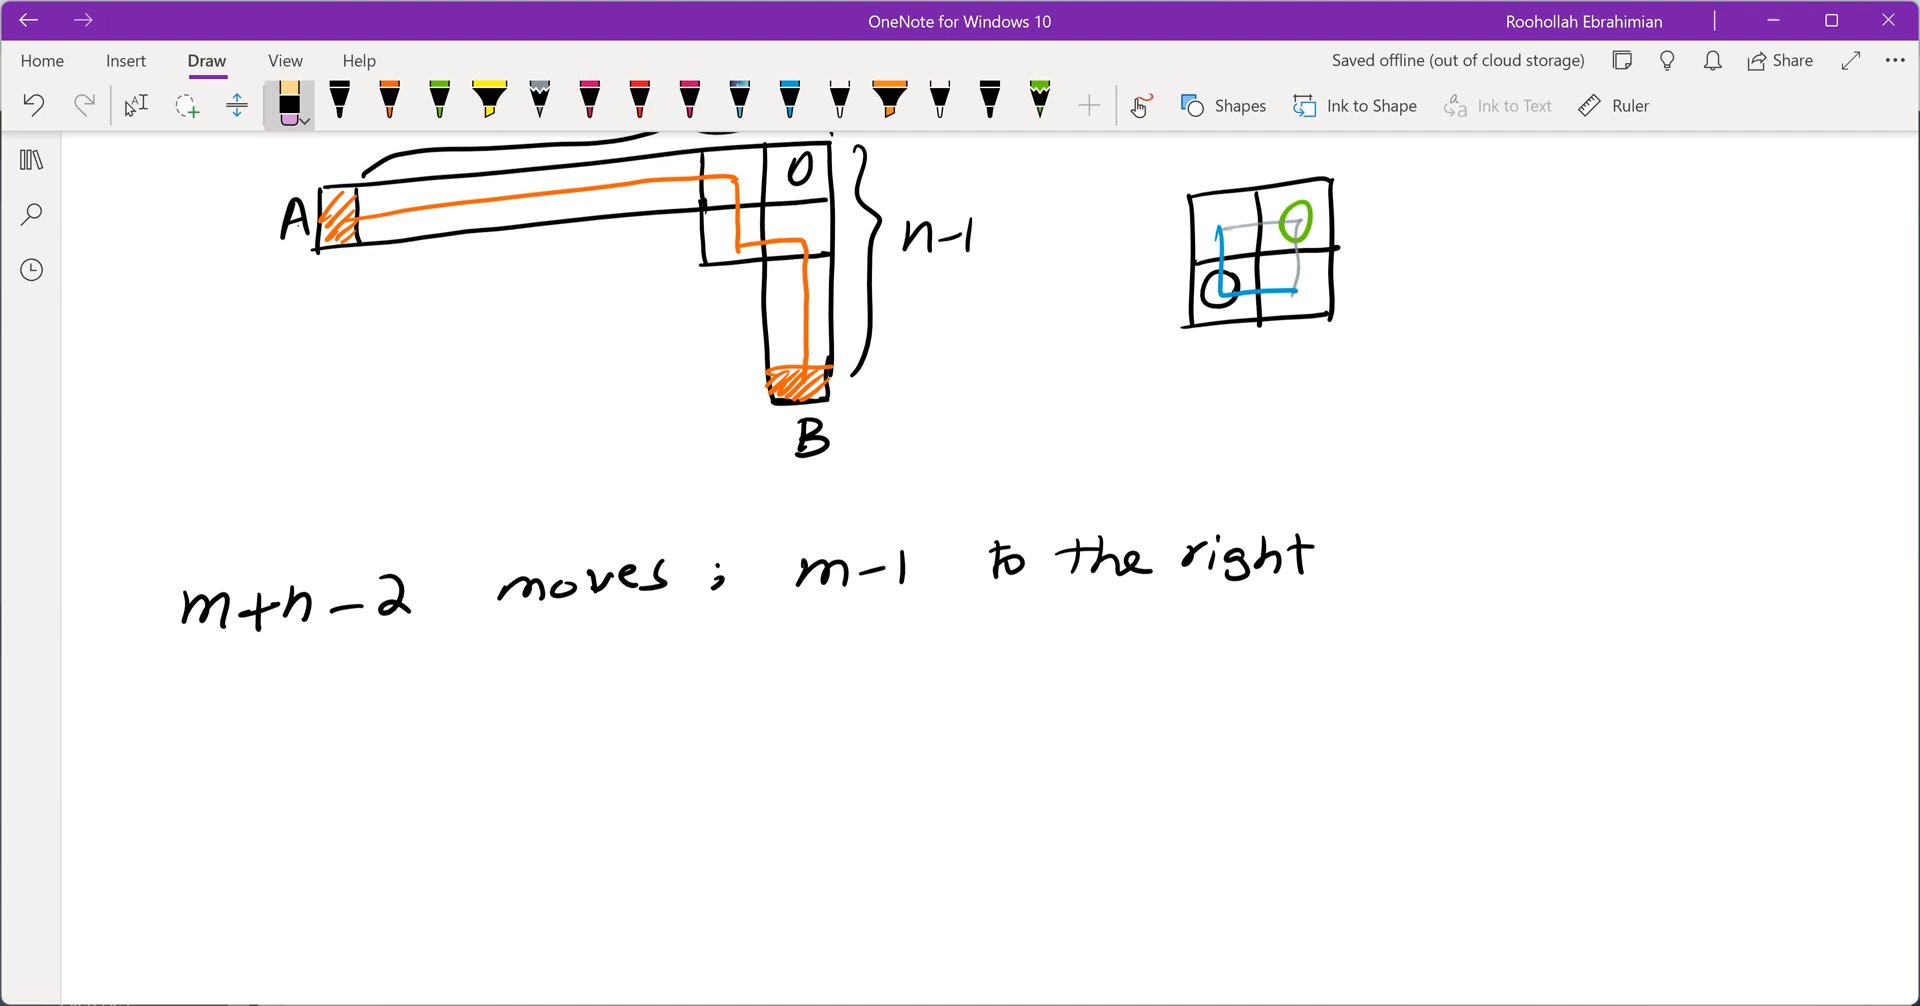 OneNote for Windows 10
Roohollah Ebrahimian
Home Insert Draw View Help
Saved offline (out of cloud storage) Share
Shapes Ink to Shape Ink to Text Ruler
O
A
n-1
B
m+n-2 moves ; m-1 to the right